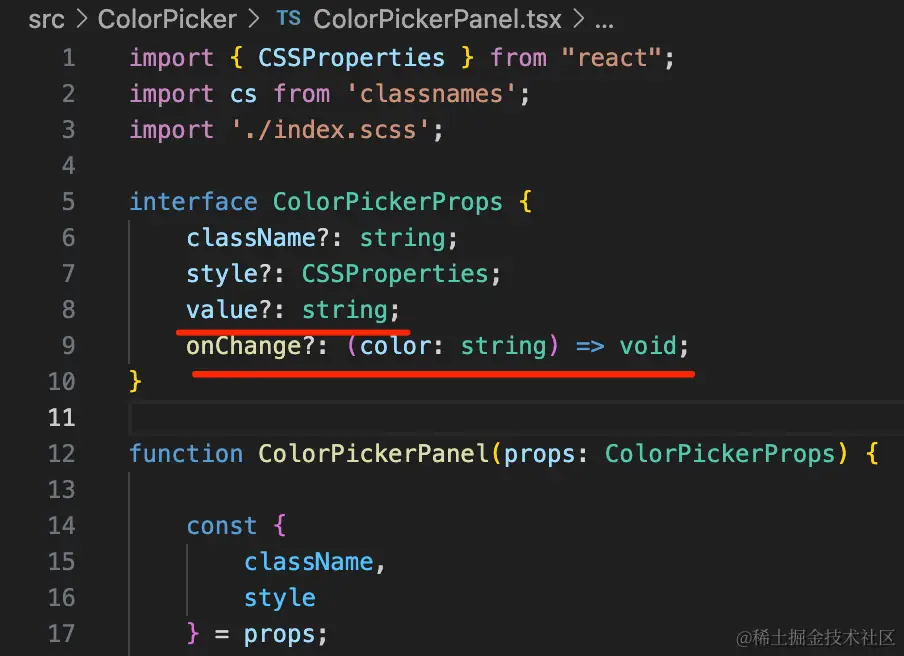 src > ColorPicker > TS ColorPickerPanel.tsx > ...
1 import { CSSProperties } from "react";
2 import cs from 'classnames';
3 import './index.scss';
4
5 interface ColorPickerProps {
6 className?: string;
7 style?: CSSProperties;
8 value?: string;
9 onChange?: (color: string) => void;
10 }
11
12 function ColorPickerPanel(props: ColorPickerProps) {
13
14 const {
15 className,
16 style
17 } = props;
@稀土掘金技术社区